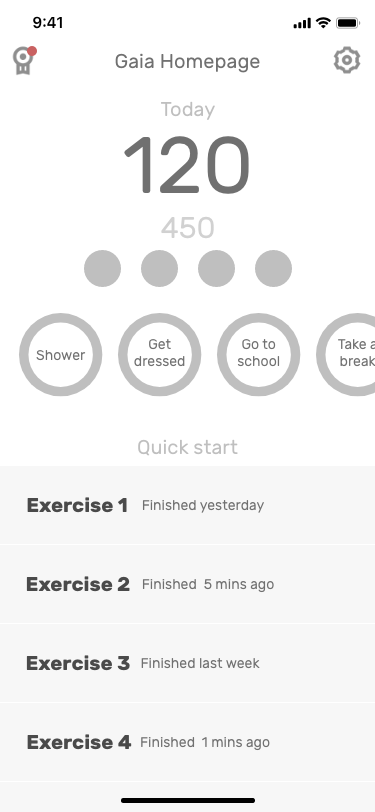 9:41
Gaia Homepage
Today
120
450
Shower
Get
dressed
Go to
school
Take a
break
Quick start
Exercise 1 Finished yesterday
Exercise 2 Finished 5 mins ago
Exercise 3 Finished last week
Exercise 4 Finished 1 mins ago